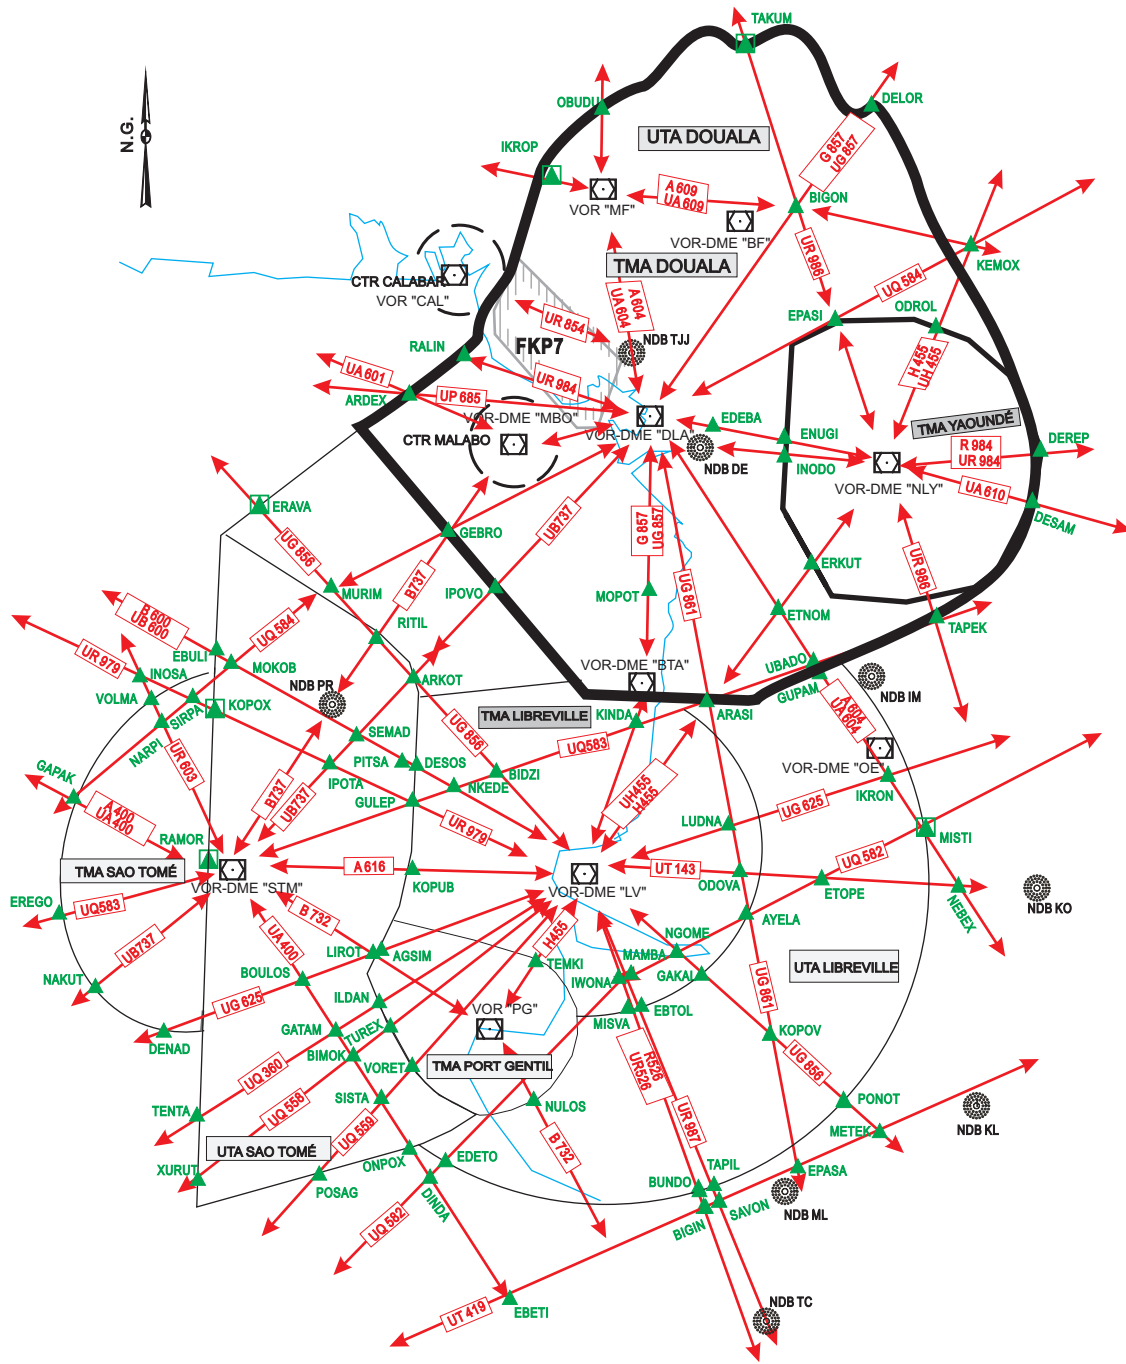 TAKUM
DELOR
OBUDU
N.G.
UTA DOUALA
G 857
UG 857
IKROP
A 609
UA 609
VOR "MF"
BIGON
VOR-DME "BF"
UR 986
KEMOX
TMA DOUALA
CTR CALABAR
VOR "CAL"
UQ 584
A 604
UA 604
EPASI
ODROL
UR 854
NDB TJJ
FKP7
RALIN
H 455
UH 455
UA 601
UR 984
UP 685
ARDEX
VOR-DME "MBC"
CTR MALABO
VOR-DME "DLA"
EDEBA
ENUGI
TMA YAOUNDÉ
DEREP
R 984
UR 984
NDB DE
INODO
VOR-DME "NLY"
UA 610
DESAM
ERAVA
GEBRO
UB737
G 857
UG 857
UG 856
UR 986
ERKUT
B737
MURIM
IPOVO
MOPOT
UG 861
ETNOM
B 600
UB 600
UQ 584
RITIL
TAPEK
UR 979
EBULI
MOKOB
VOR-DME "BTA"
UBADO
GUPAM
NDB IM
INOSA
NDB PR
ARKOT
VOLMA
SIRPA
KOPOX
TMA LIBREVILLE
KINDA
ARASI
A 604
UA 604
NARPI
SEMAD
UG 856
UQ583
UR 603
PITSA
DESOS
BIDZI
VOR-DME "OE"
GAPAK
IPOTA
NKEDE
UH455
H455
IKRON
B737
UB737
GULEP
UG 625
A 400
UA 400
UR 979
LUDNA
MISTI
RAMOR
UQ 582
TMA SAO TOMÉ
A 616
UT 143
VOR-DME "STM"
KOPUB
VOR-DME "LV"
ODOVA
ETOPE
NEBEX
NDB KO
EREGO
UQ583
B 732
AYELA
UB737
UA 400
H455
NGOME
LIROT
AGSIM
TEMKI
MAMBA
NAKUT
BOULOS
IWONA
GAKAL
UTA LIBREVILLE
UG 625
ILDAN
VOR "PG"
MISVA
EBTOL
UG 861
DENAD
GATAM
TUREX
KOPOV
BIMOK
VORET
TMA PORT GENTIL
R526
UR526
UG 856
UQ 360
UQ 558
SISTA
NULOS
PONOT
NDB KL
TENTA
UQ 559
UR 987
METEK
UTA SAO TOMÉ
B 732
XURUT
ONPOX
EDETO
EPASA
POSAG
DINDA
TAPIL
BUNDO
SAVON
NDB ML
UQ 582
BIGIN
UT 419
EBETI
NDB TC